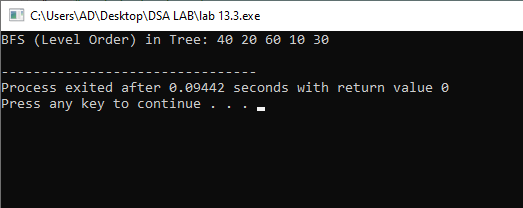 C:\Users\AD\Desktop\DSA LAB\lab 13.3.exe
BFS (Level Order) in Tree: 40 20 60 10 30
--------------------------------
Process exited after 0.09442 seconds with return value 0
Press any key to continue . . .